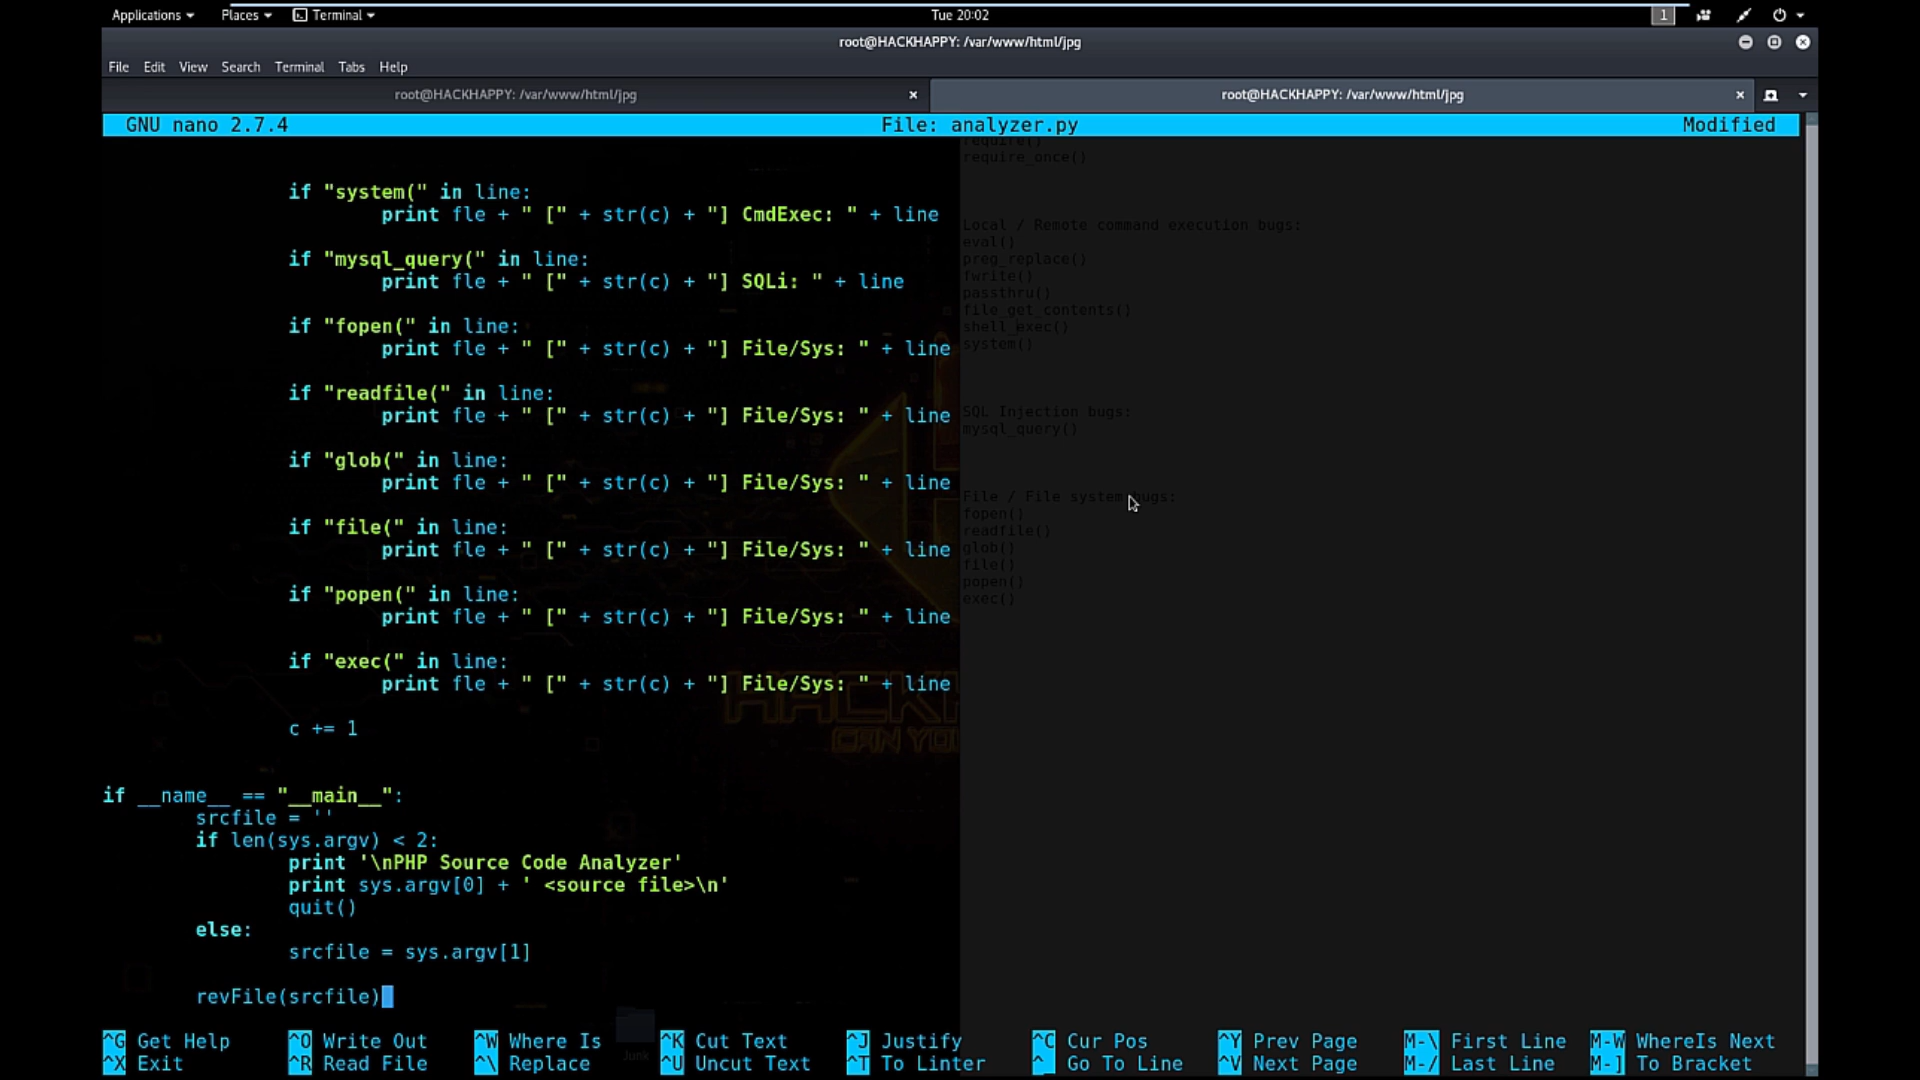 Applications Places Terminal Tue 20:02 1
root@HACKHAPPY: /var/www/html/jpg
File Edit View Search Terminal Tabs Help
root@HACKHAPPY: /var/www/html/jpg × root@HACKHAPPY: /var/www/html/jpg ×
GNU nano 2.7.4 File: analyzer.py Modified
if "system(" in line:
print fle + " [" + str(c) + "] CmdExec: " + line
if "mysql_query(" in line:
print fle + " [" + str(c) + "] SQLi: " + line
if "fopen(" in line:
print fle + " [" + str(c) + "] File/Sys: " + line
if "readfile(" in line:
print fle + " [" + str(c) + "] File/Sys: " + line
if "glob(" in line:
print fle + " [" + str(c) + "] File/Sys: " + line
if "file(" in line:
print fle + " [" + str(c) + "] File/Sys: " + line
if "popen(" in line:
print fle + " [" + str(c) + "] File/Sys: " + line
if "exec(" in line:
print fle + " [" + str(c) + "] File/Sys: " + line
c += 1
if __name__ == "__main__":
srcfile = ''
if len(sys.argv) < 2:
print '\nPHP Source Code Analyzer'
print sys.argv[0] + ' <source file>\n'
quit()
else:
srcfile = sys.argv[1]
revFile(srcfile)
require()
require_once()
Local / Remote command execution bugs:
eval()
preg_replace()
fwrite()
passthru()
file_get_contents()
shell_exec()
system()
SQL Injection bugs:
mysql_query()
File / File system bugs:
fopen()
readfile()
glob()
file()
popen()
exec()
CAN YOU
Junk
^G Get Help ^O Write Out ^W Where Is ^K Cut Text ^J Justify ^C Cur Pos ^Y Prev Page M-\ First Line M-W WhereIs Next
^X Exit ^R Read File ^\ Replace ^U Uncut Text ^T To Linter ^_ Go To Line ^V Next Page M-/ Last Line M-] To Bracket